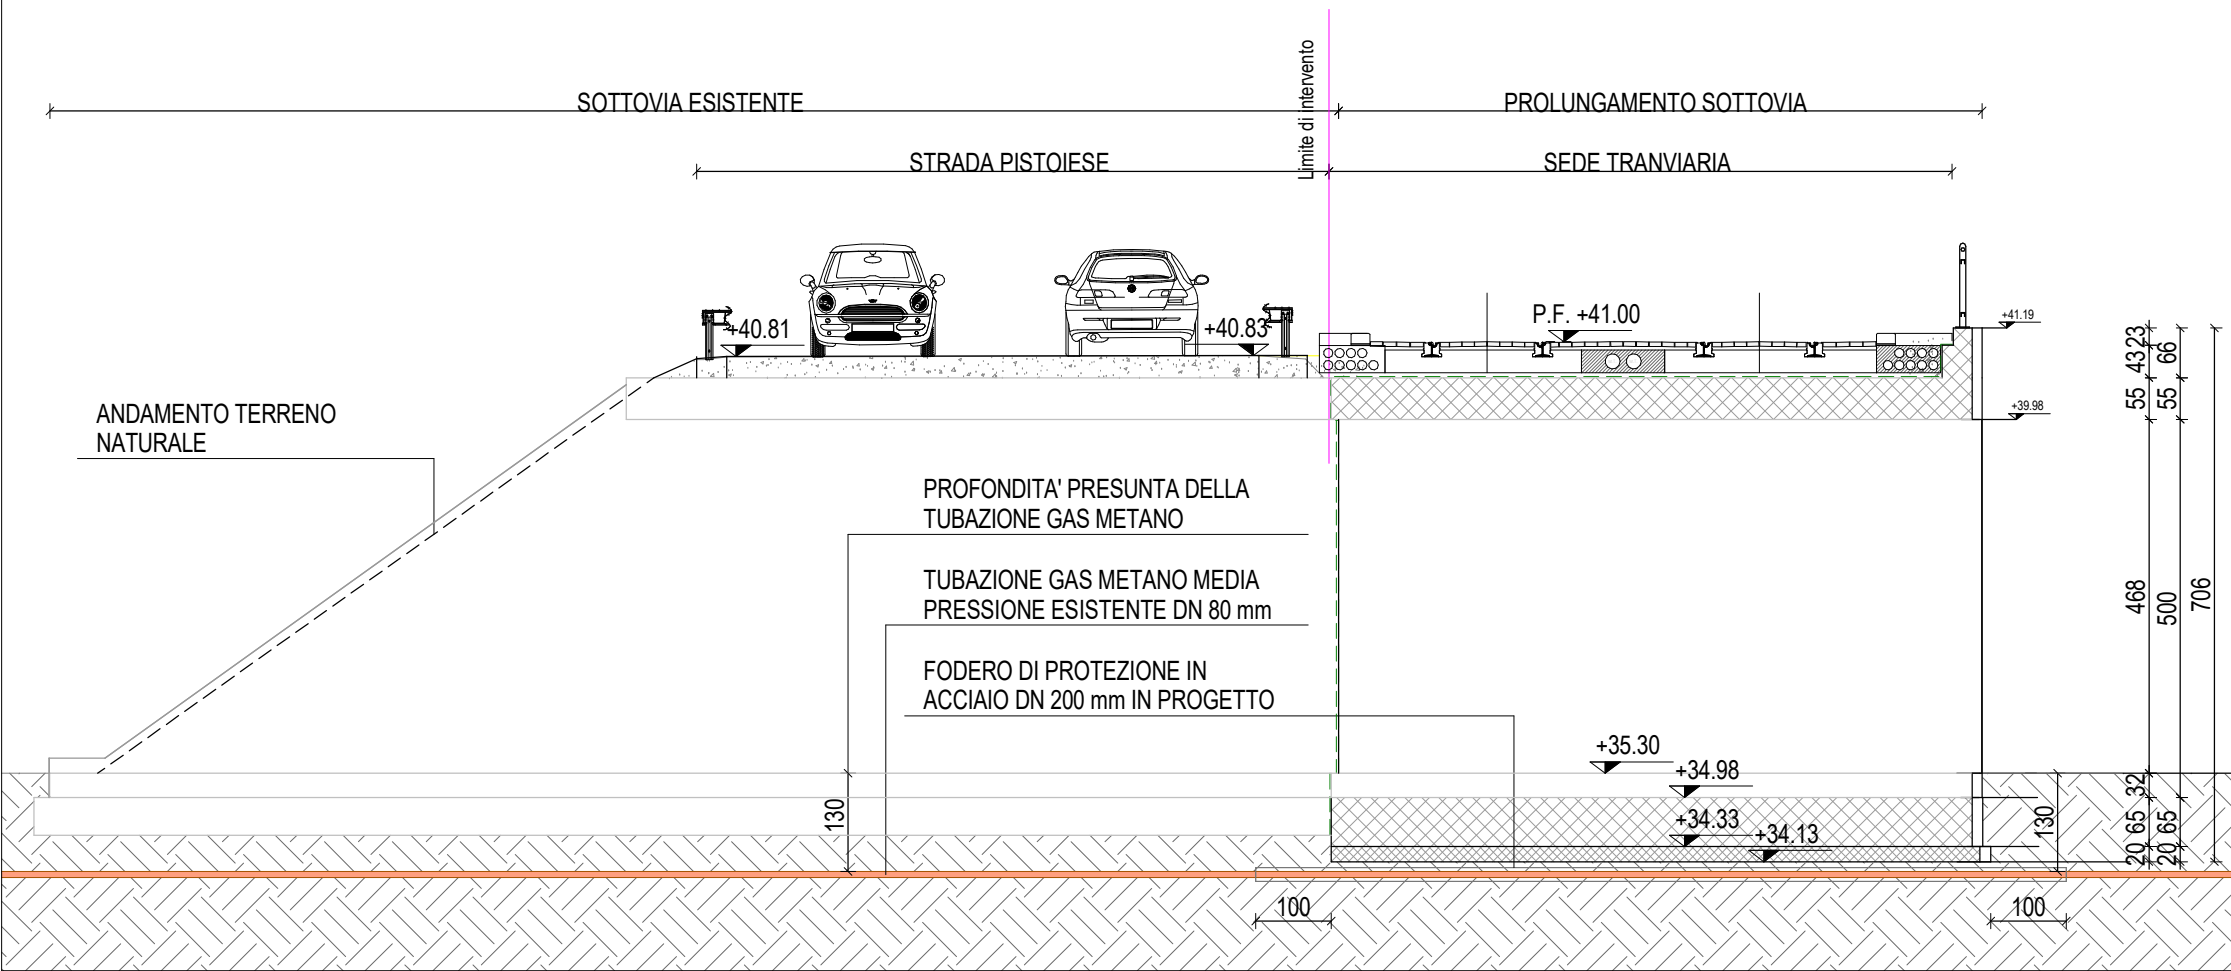 SOTTOVIA ESISTENTE
PROLUNGAMENTO SOTTOVIA
Limite di intervento
STRADA PISTOIESE
SEDE TRANVIARIA
+40.81
+40.83
P.F. +41.00
+41.19
+39.98
ANDAMENTO TERRENO
NATURALE
PROFONDITA' PRESUNTA DELLA
TUBAZIONE GAS METANO
TUBAZIONE GAS METANO MEDIA
PRESSIONE ESISTENTE DN 80 mm
FODERO DI PROTEZIONE IN
ACCIAIO DN 200 mm IN PROGETTO
+35.30
+34.98
+34.33
+34.13
130
130
100
100
23
43
55
468
32
65
20
66
55
500
65
20
706